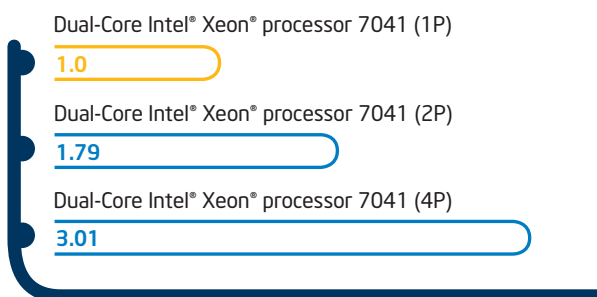 Dual-Core Intel® Xeon® processor 7041 (1P)
1.0
Dual-Core Intel® Xeon® processor 7041 (2P)
1.79
Dual-Core Intel® Xeon® processor 7041 (4P)
3.01